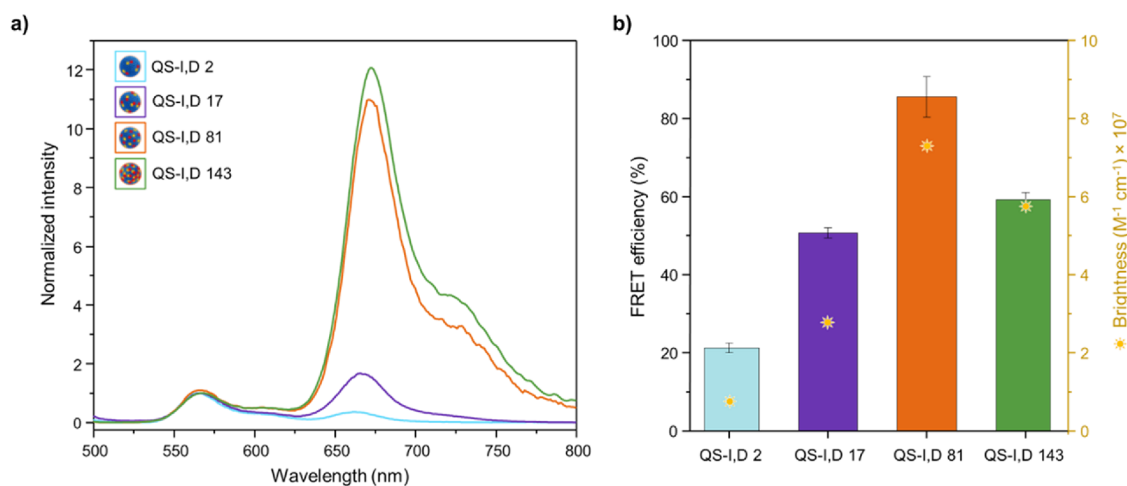 a)
12
10
8
6
4
2
0
Normalized intensity
QS-I,D 2
QS-I,D 17
QS-I,D 81
QS-I,D 143
500 550 600 650 700 750 800
Wavelength (nm)
b)
100
80
60
40
20
0
FRET efficiency (%)
10
8
6
4
2
0
Brightness (M⁻¹ cm⁻¹) × 10⁷
QS-I,D 2 QS-I,D 17 QS-I,D 81 QS-I,D 143